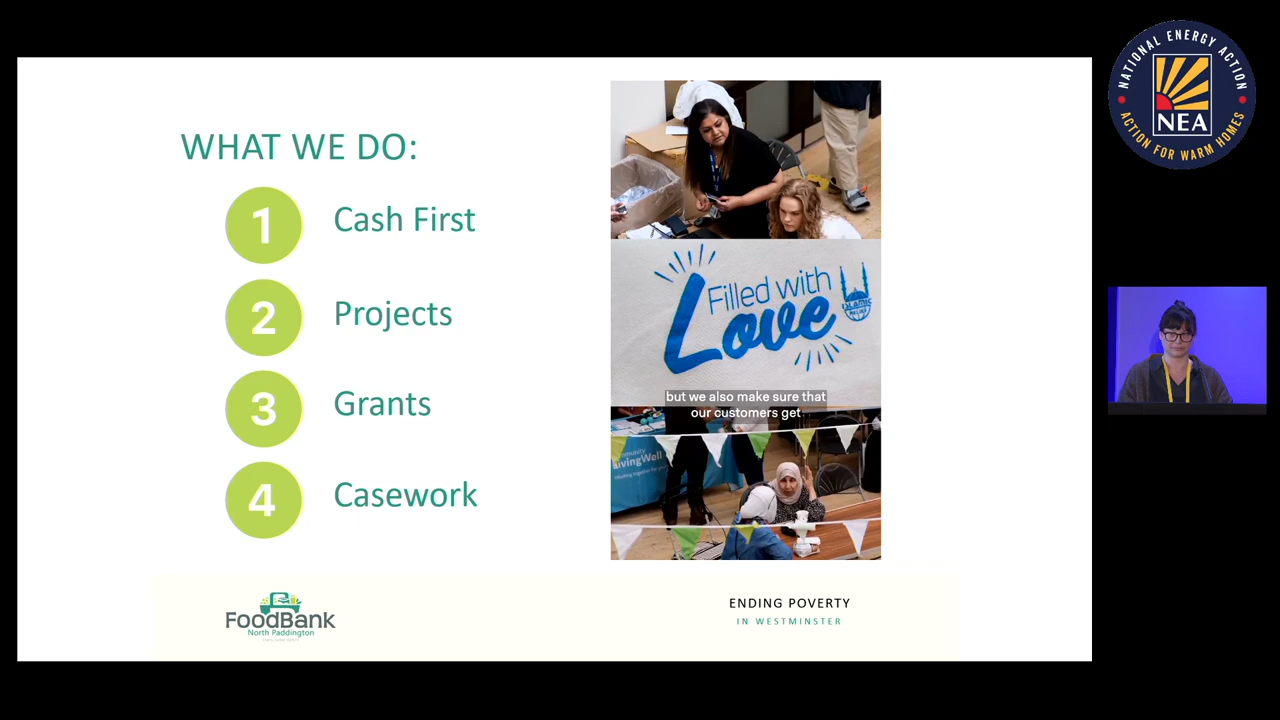 WHAT WE DO:
1 Cash First
2 Projects
3 Grants
4 Casework
Filled with
Love
ISLAMIC
RELIEF
but we also make sure that
our customers get
FoodBank
North Paddington
ENDING POVERTY
IN WESTMINSTER
NATIONAL ENERGY ACTION
NEA
ACTION FOR WARM HOMES